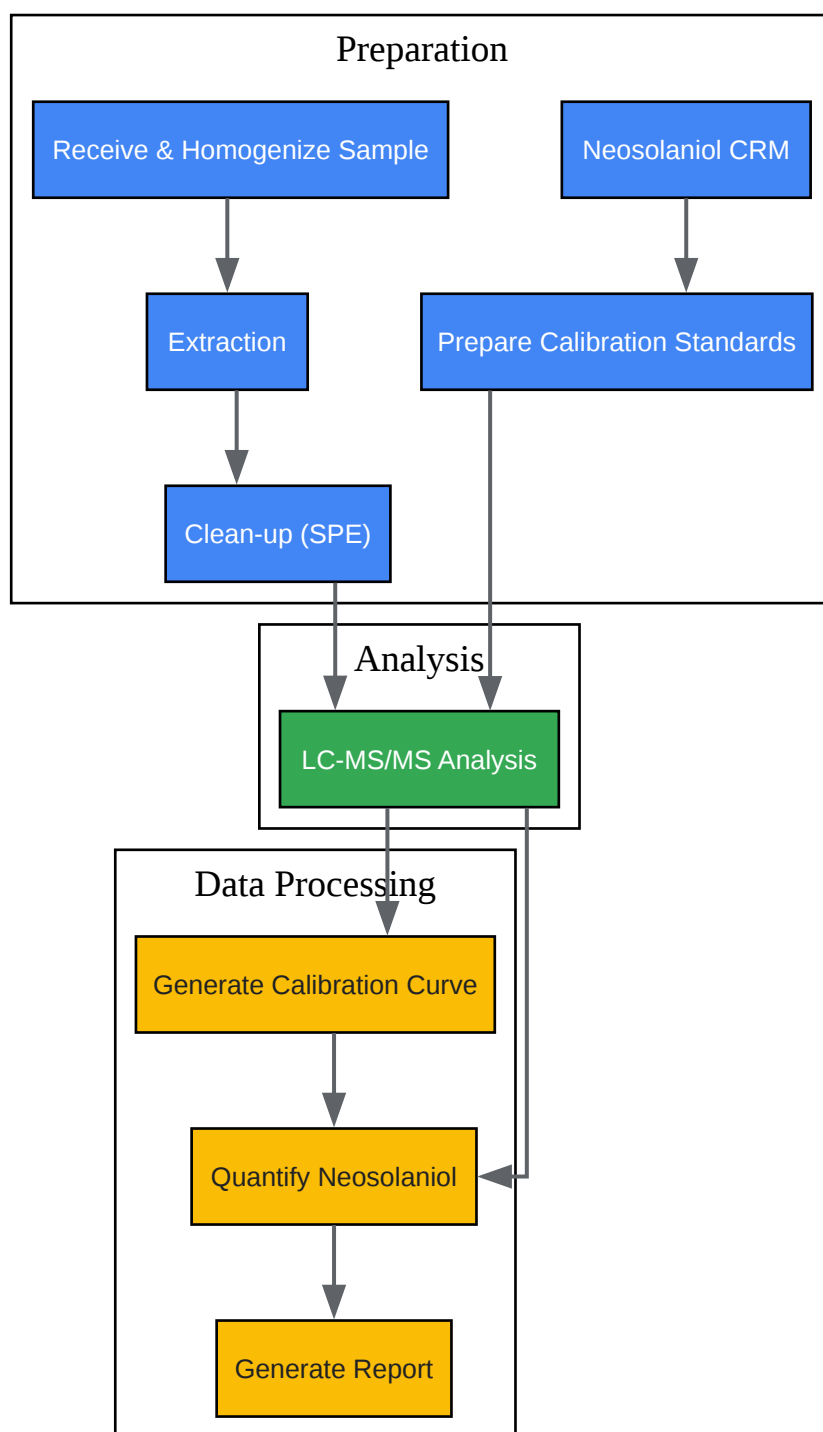 Preparation
Receive & Homogenize Sample
Neosolaniol CRM
Extraction
Prepare Calibration Standards
Clean-up (SPE)
Analysis
LC-MS/MS Analysis
Data Processing
Generate Calibration Curve
Quantify Neosolaniol
Generate Report